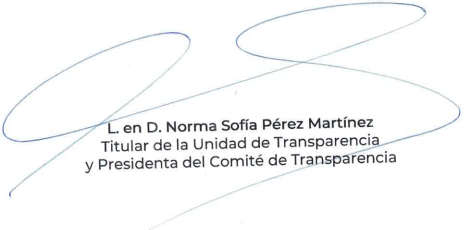 L. en D. Norma Sofía Pérez Martínez
Titular de la Unidad de Transparencia
y Presidenta del Comité de Transparencia